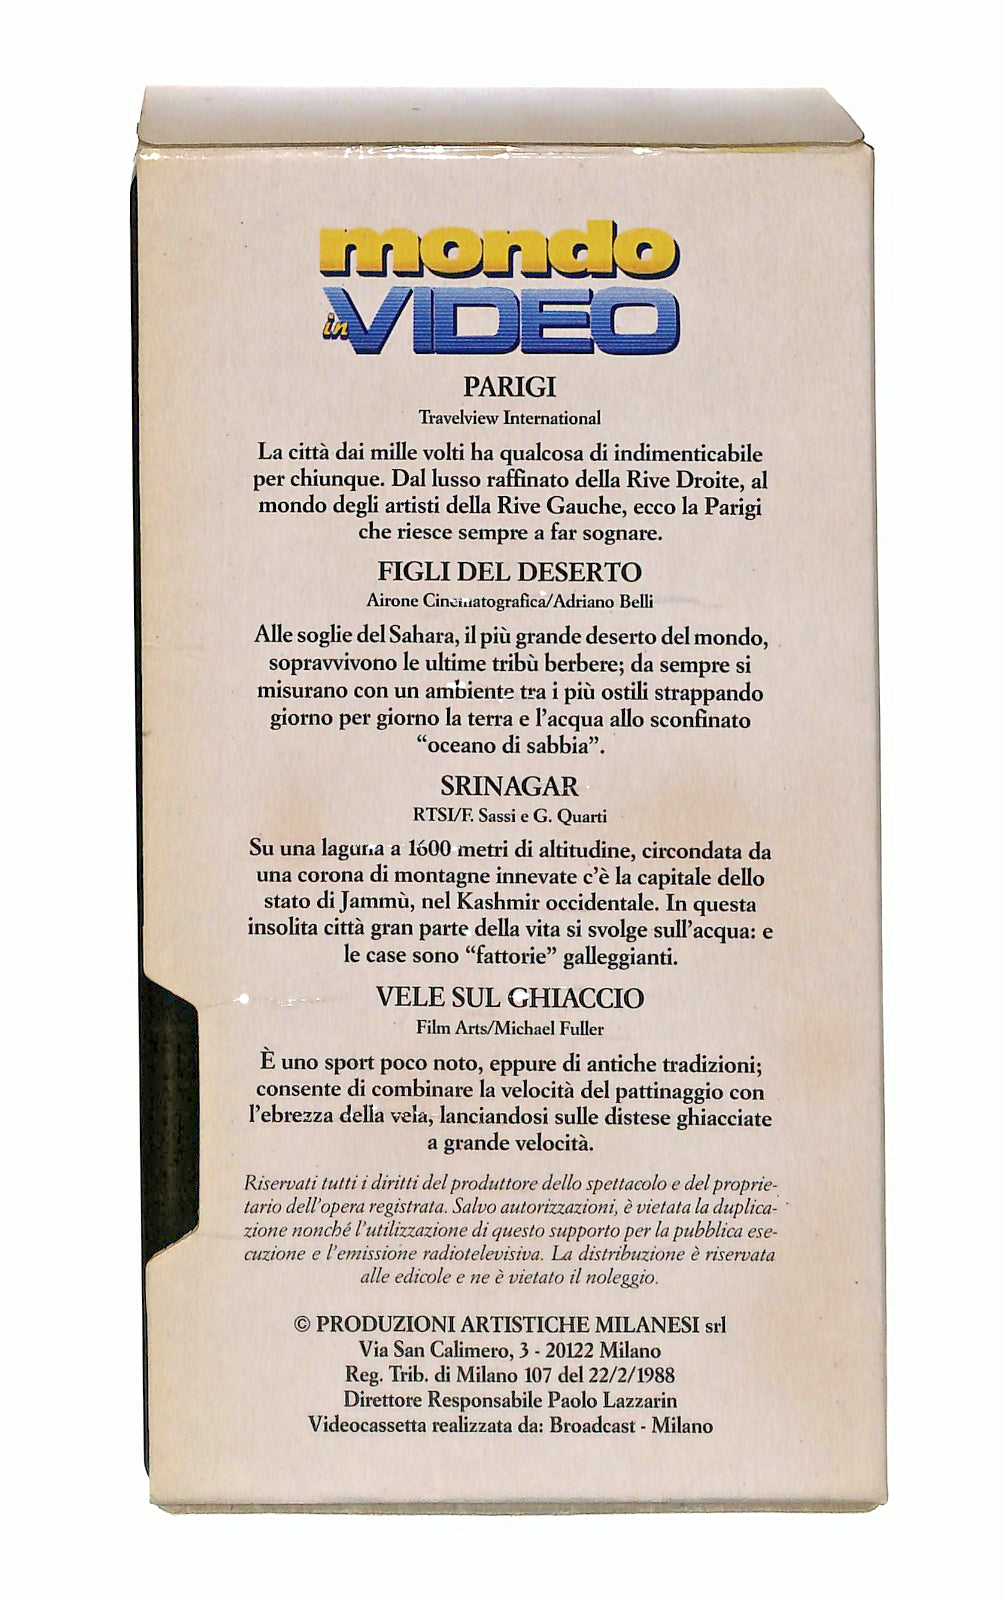 mondo
in VIDEO
PARIGI
Travelview International
La città dai mille volti ha qualcosa di indimenticabile
per chiunque. Dal lusso raffinato della Rive Droite, al
mondo degli artisti della Rive Gauche, ecco la Parigi
che riesce sempre a far sognare.
FIGLI DEL DESERTO
Airone Cinematografica/Adriano Belli
Alle soglie del Sahara, il più grande deserto del mondo,
sopravvivono le ultime tribù berbere; da sempre si
misurano con un ambiente tra i più ostili strappando
giorno per giorno la terra e l'acqua allo sconfinato
“oceano di sabbia”.
SRINAGAR
RTSI/F. Sassi e G. Quarti
Su una laguna a 1600 metri di altitudine, circondata da
una corona di montagne innevate c'è la capitale dello
stato di Jammù, nel Kashmir occidentale. In questa
insolita città gran parte della vita si svolge sull'acqua: e
le case sono “fattorie” galleggianti.
VELE SUL GHIACCIO
Film Arts/Michael Fuller
È uno sport poco noto, eppure di antiche tradizioni;
consente di combinare la velocità del pattinaggio con
l'ebrezza della vela, lanciandosi sulle distese ghiacciate
a grande velocità.
Riservati tutti i diritti del produttore dello spettacolo e del proprie-
tario dell'opera registrata. Salvo autorizzazioni, è vietata la duplica-
zione nonché l'utilizzazione di questo supporto per la pubblica ese-
cuzione e l'emissione radiotelevisiva. La distribuzione è riservata
alle edicole e ne è vietato il noleggio.
© PRODUZIONI ARTISTICHE MILANESI srl
Via San Calimero, 3 - 20122 Milano
Reg. Trib. di Milano 107 del 22/2/1988
Direttore Responsabile Paolo Lazzarin
Videocassetta realizzata da: Broadcast - Milano